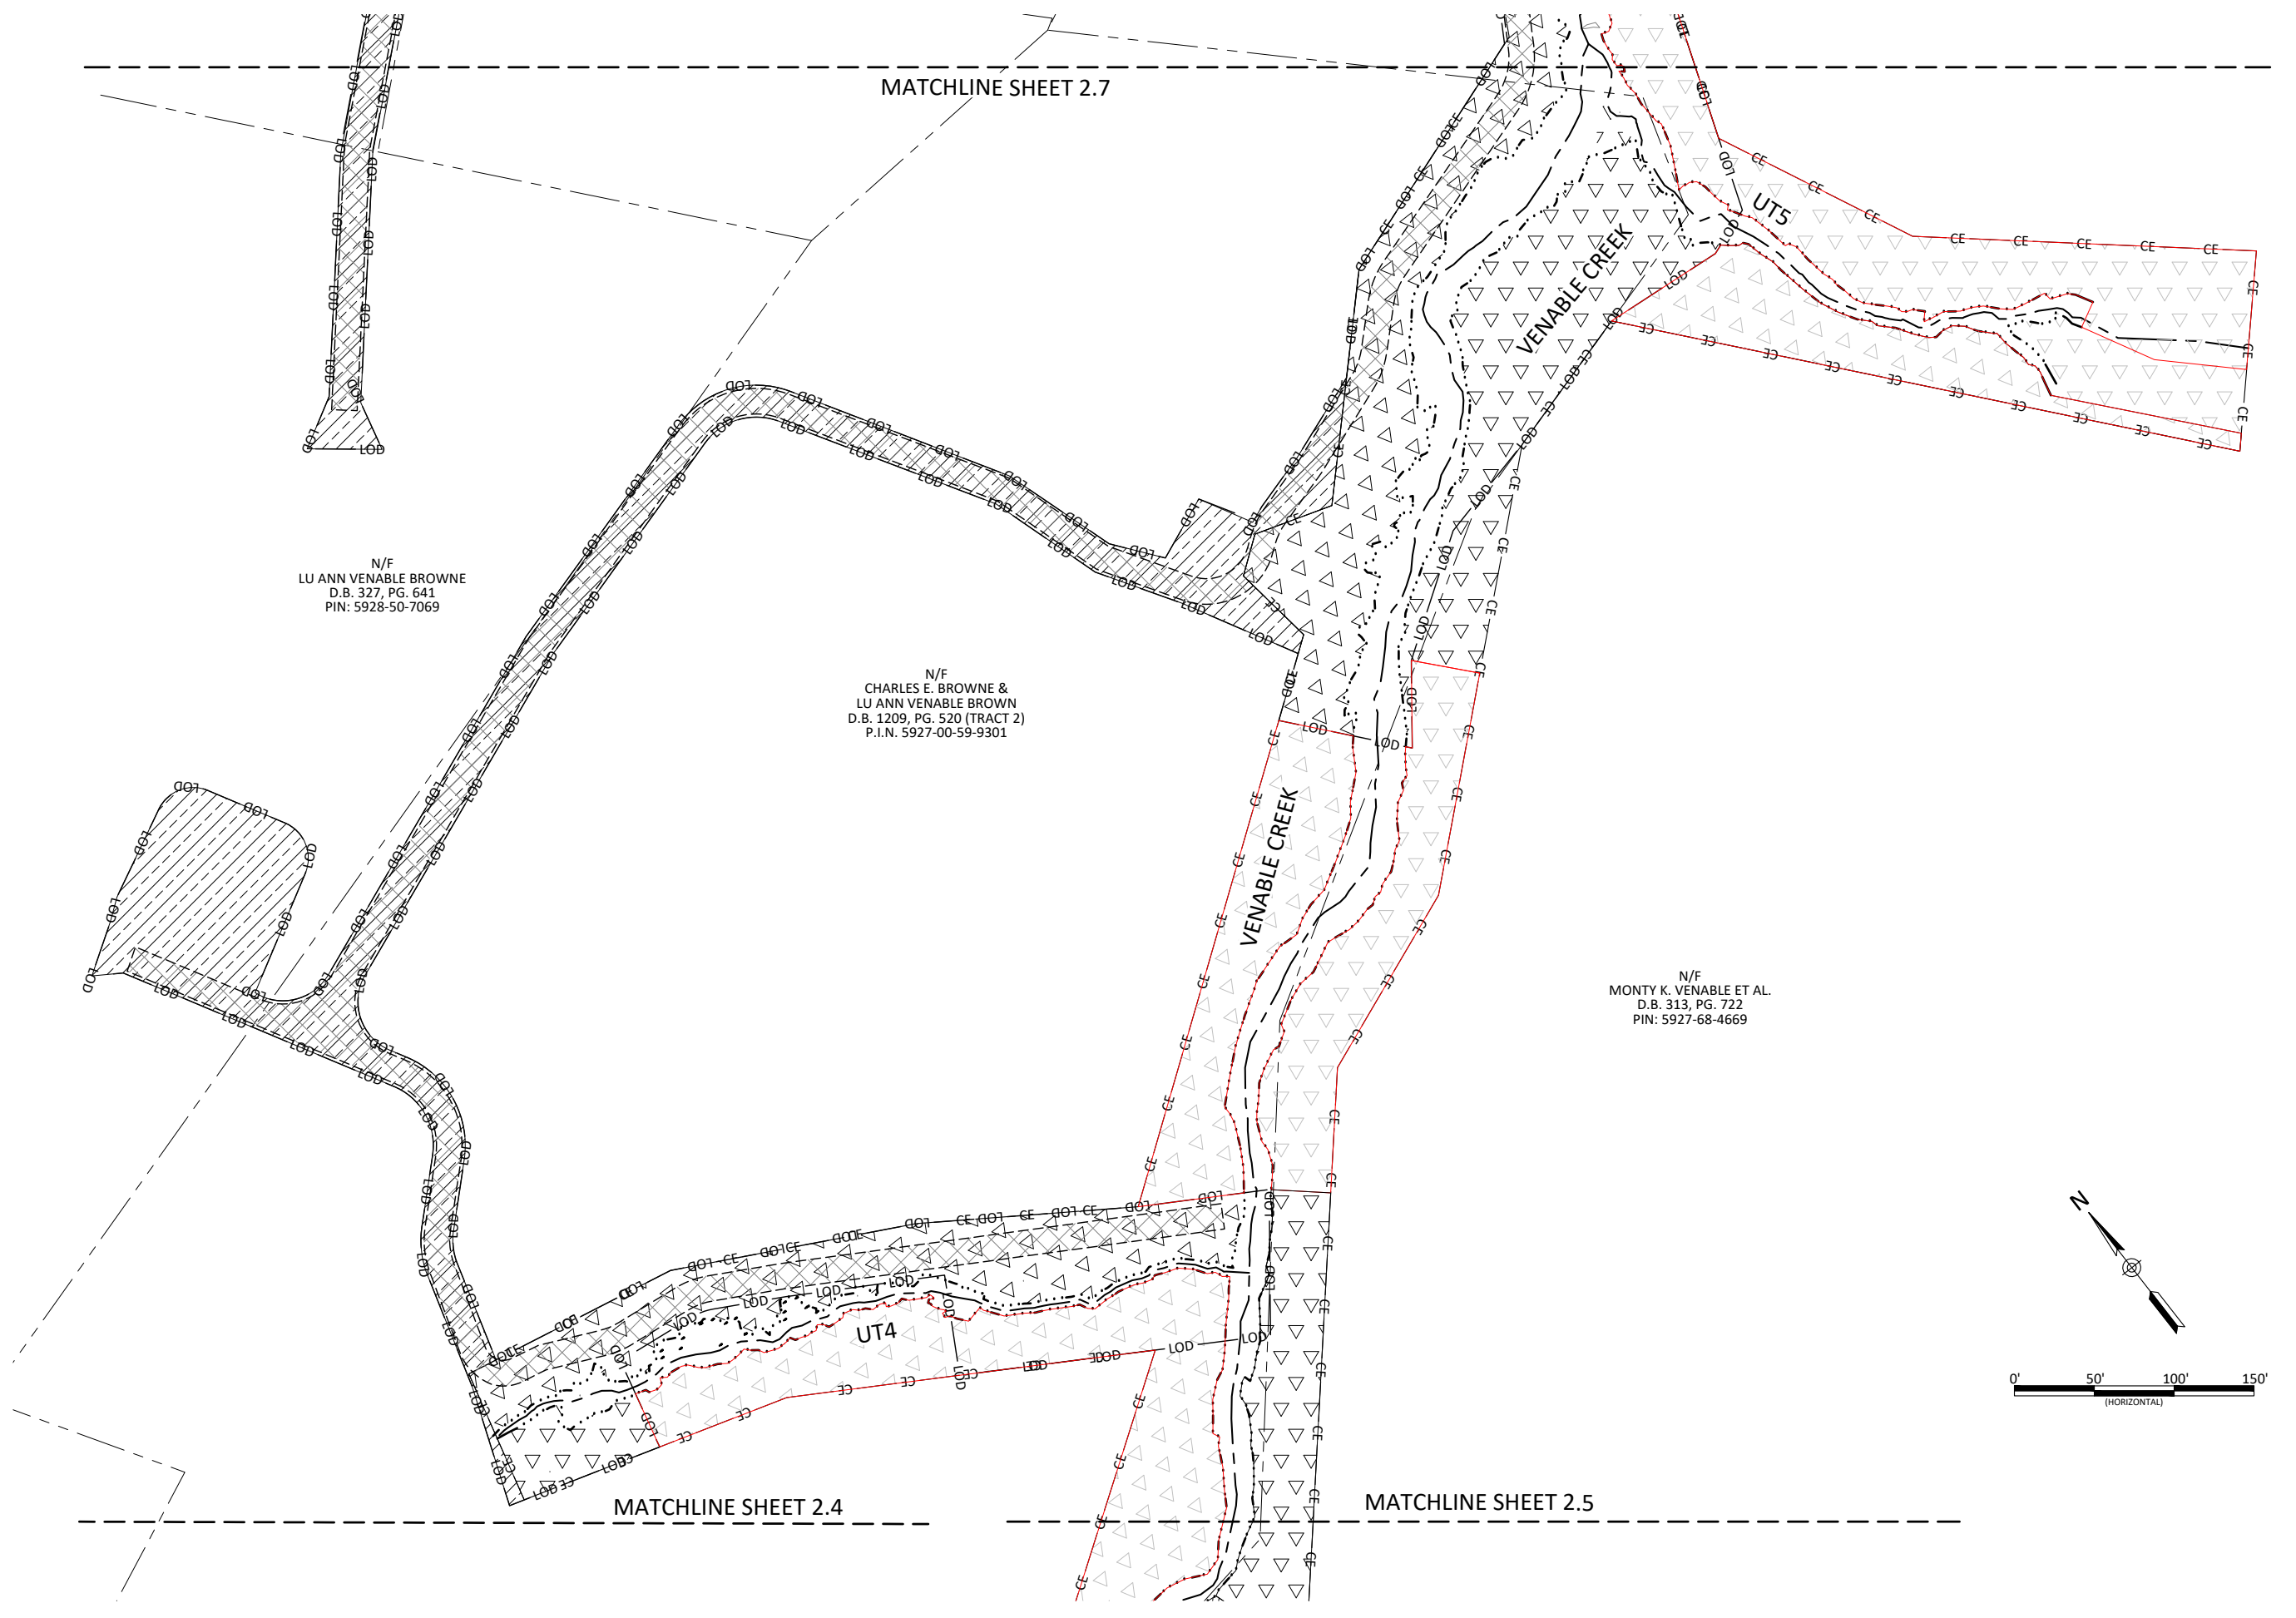 MATCHLINE SHEET 2.7
UT5
VENABLE CREEK
N/F
LU ANN VENABLE BROWNE
D.B. 327, PG. 641
PIN: 5928-50-7069
N/F
CHARLES E. BROWNE &
LU ANN VENABLE BROWN
D.B. 1209, PG. 520 (TRACT 2)
P.I.N. 5927-00-59-9301
VENABLE CREEK
N/F
MONTY K. VENABLE ET AL.
D.B. 313, PG. 722
PIN: 5927-68-4669
LOD
CE
UT4
N
0' 50' 100' 150'
(HORIZONTAL)
MATCHLINE SHEET 2.4
MATCHLINE SHEET 2.5